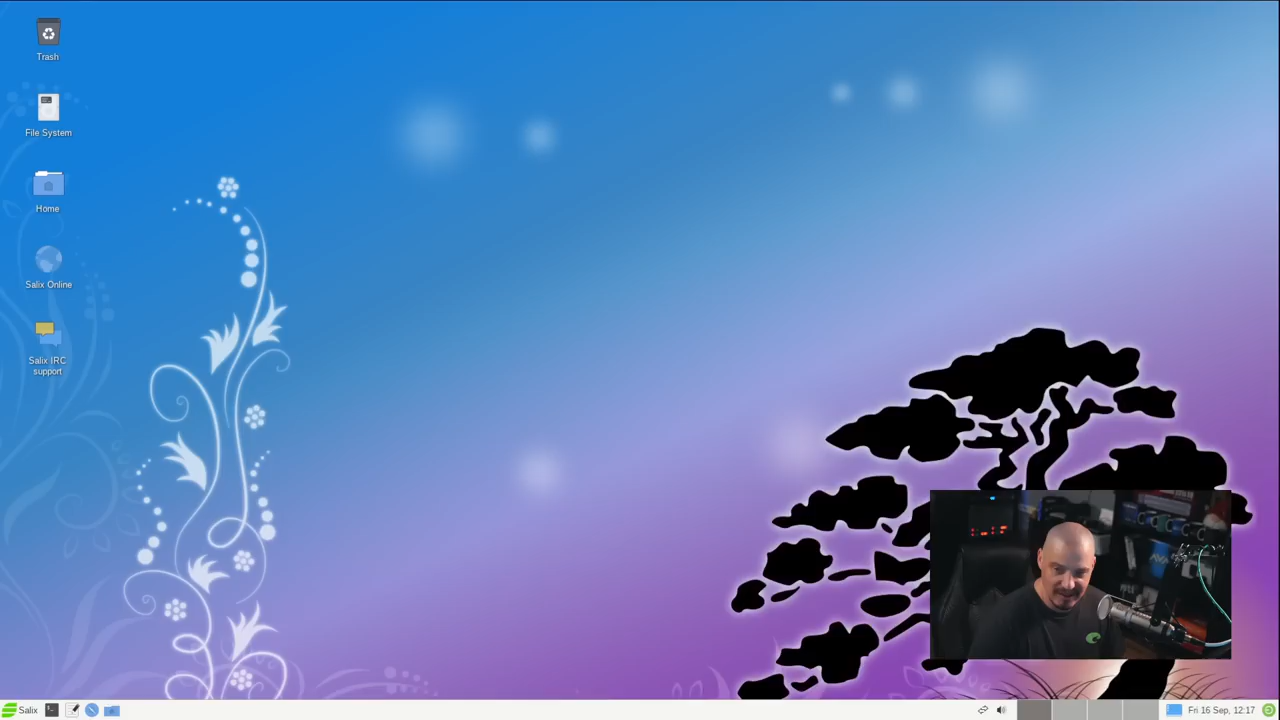 Trash
File System
Home
Salix Online
Salix IRC
support
Salix
Fri 16 Sep, 12:17